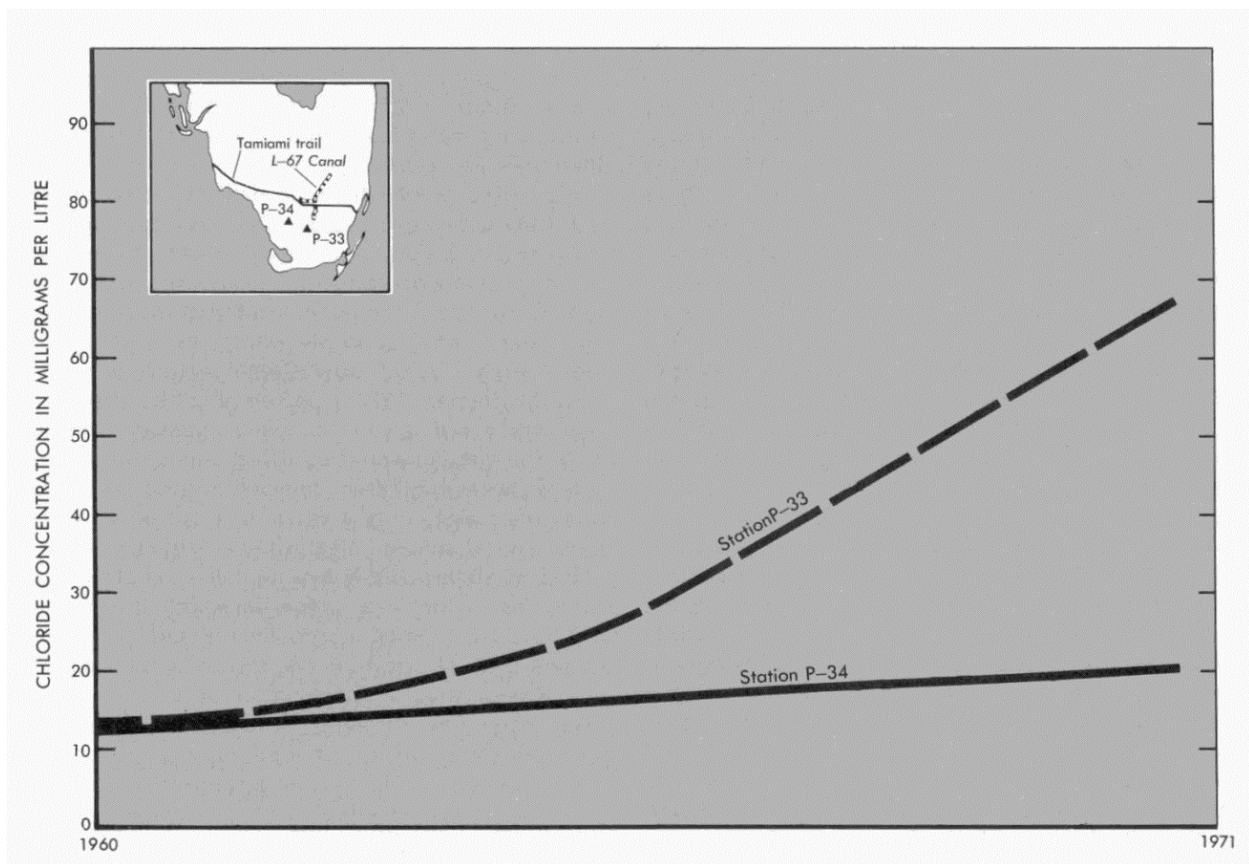 CHLORIDE CONCENTRATION IN MILLIGRAMS PER LITRE
90
80
70
60
50
40
30
20
10
0
1960
1971
Tamiami trail
L–67 Canal
P–34
P–33
Station P–33
Station P–34